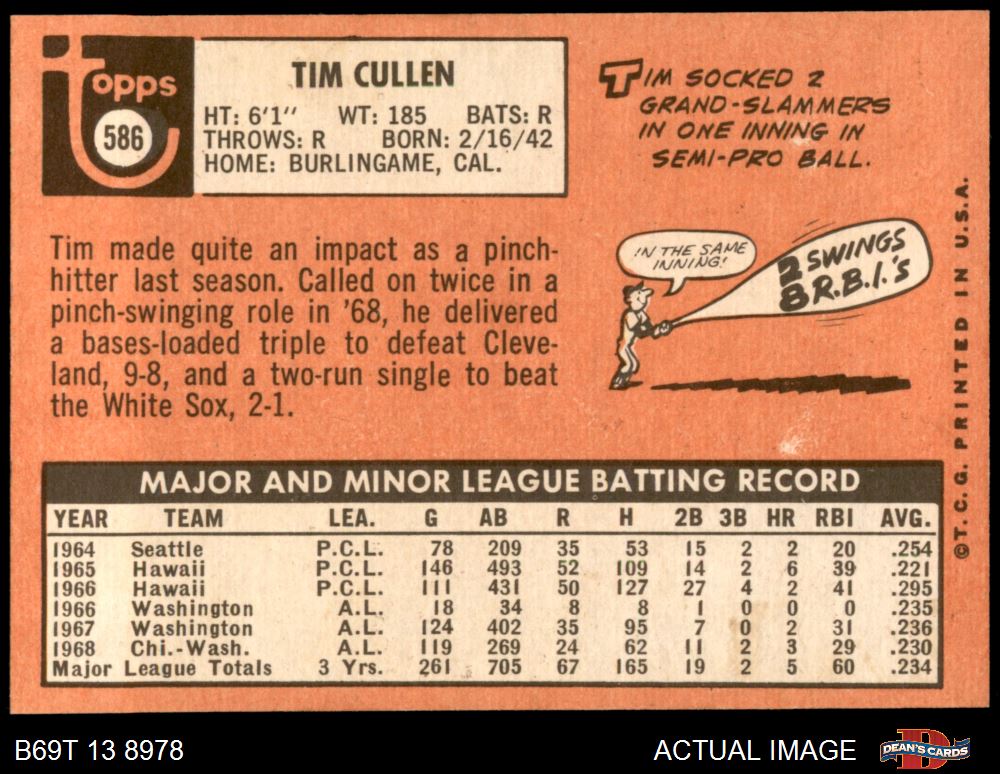 Topps
586
TIM CULLEN
HT: 6'1" WT: 185 BATS: R
THROWS: R BORN: 2/16/42
HOME: BURLINGAME, CAL.
TIM SOCKED 2
GRAND-SLAMMERS
IN ONE INNING IN
SEMI-PRO BALL.
IN THE SAME
INNING!
2 SWINGS
8 R.B.I.'S
Tim made quite an impact as a pinch-
hitter last season. Called on twice in a
pinch-swinging role in '68, he delivered
a bases-loaded triple to defeat Cleve-
land, 9-8, and a two-run single to beat
the White Sox, 2-1.
MAJOR AND MINOR LEAGUE BATTING RECORD
YEAR TEAM LEA. G AB R H 2B 3B HR RBI AVG.
1964 Seattle P.C.L. 78 209 35 53 15 2 2 20 .254
1965 Hawaii P.C.L. 146 493 52 109 14 2 6 39 .221
1966 Hawaii P.C.L. 111 431 50 127 27 4 2 41 .295
1966 Washington A.L. 18 34 8 8 1 0 0 0 .235
1967 Washington A.L. 124 402 35 95 7 0 2 31 .236
1968 Chi.-Wash. A.L. 119 269 24 62 11 2 3 29 .230
Major League Totals 3 Yrs. 261 705 67 165 19 2 5 60 .234
©T.C.G. PRINTED IN U.S.A.
B69T 13 8978
ACTUAL IMAGE
DEAN'S CARDS